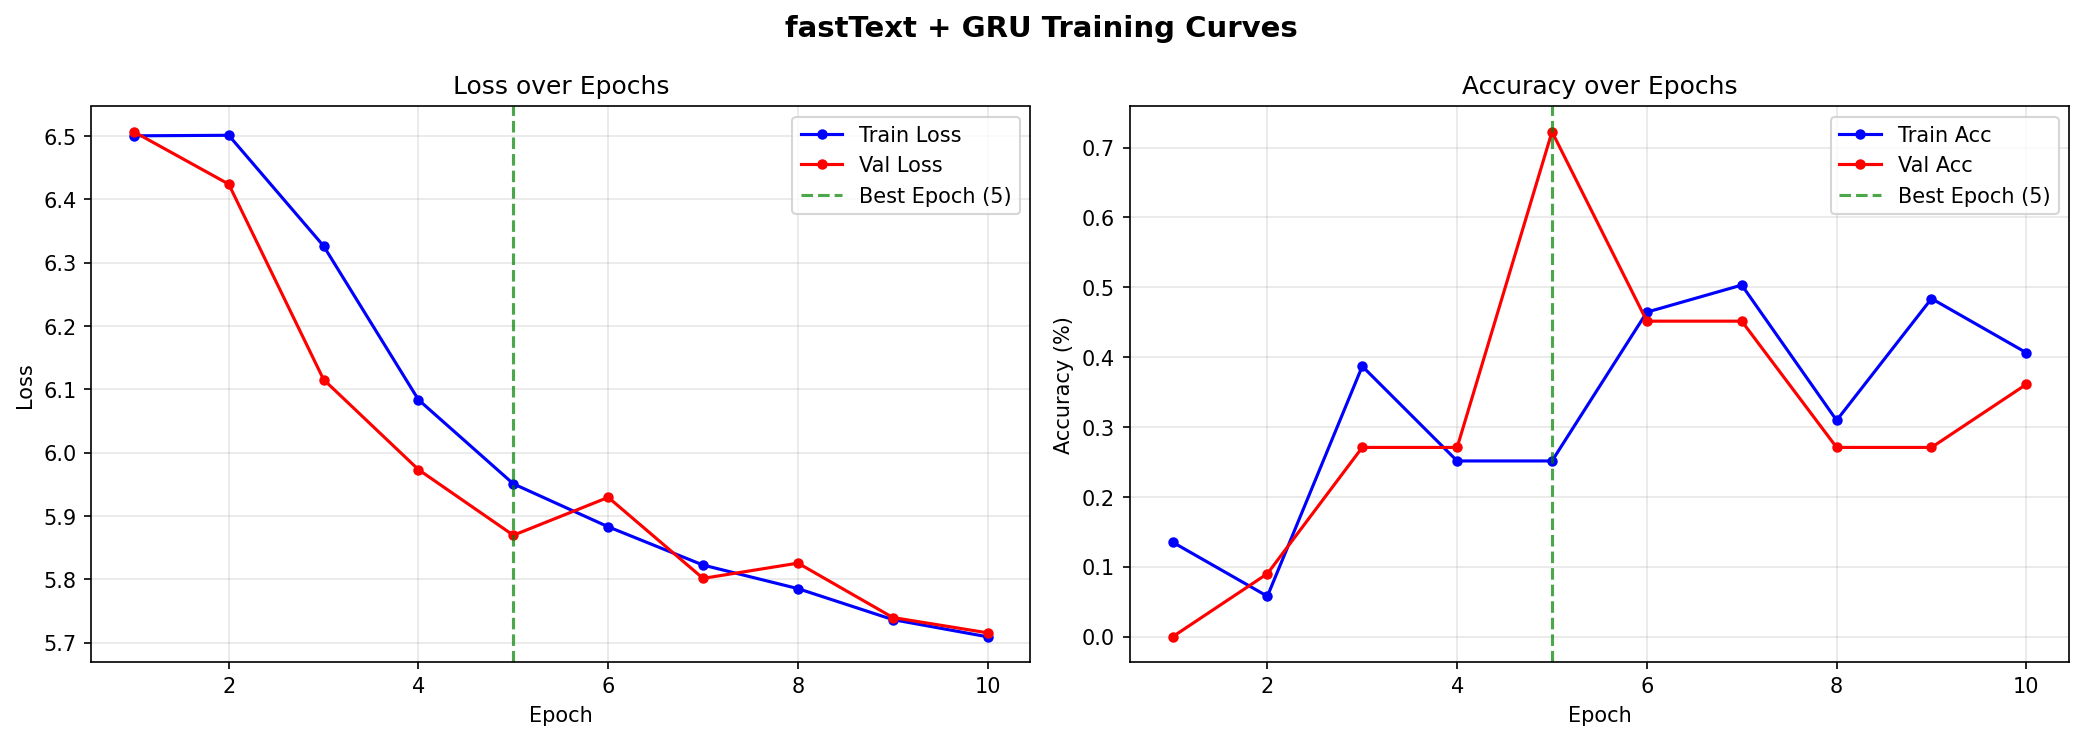 fastText + GRU Training Curves
Loss over Epochs
6.5
6.4
6.3
6.2
6.1
6.0
5.9
5.8
5.7
Loss
2 4 6 8 10
Epoch
Train Loss
Val Loss
Best Epoch (5)
Accuracy over Epochs
0.7
0.6
0.5
0.4
0.3
0.2
0.1
0.0
Accuracy (%)
2 4 6 8 10
Epoch
Train Acc
Val Acc
Best Epoch (5)